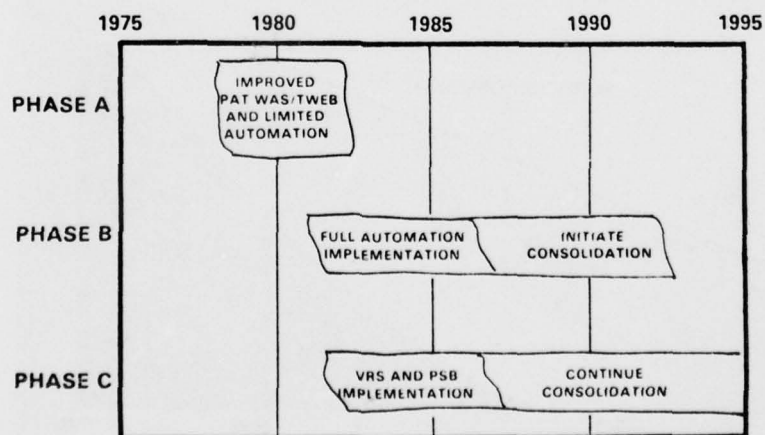 1975 1980 1985 1990 1995
PHASE A
IMPROVED
PAT WAS/TWEB
AND LIMITED
AUTOMATION
PHASE B
FULL AUTOMATION
IMPLEMENTATION
INITIATE
CONSOLIDATION
PHASE C
VRS AND PSB
IMPLEMENTATION
CONTINUE
CONSOLIDATION